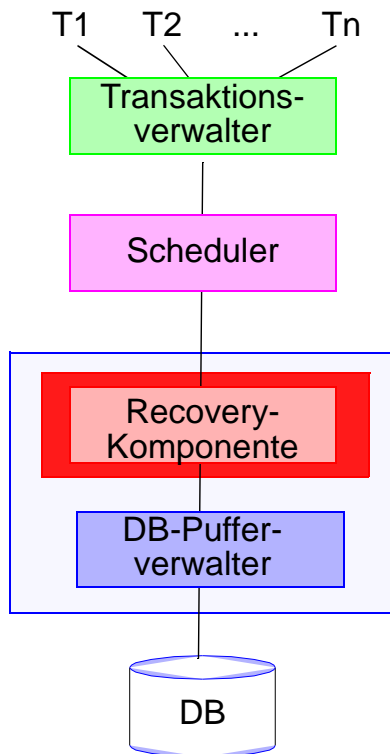 T1 T2 ... Tn
Transaktions-
verwalter
Scheduler
Recovery-
Komponente
DB-Puffer-
verwalter
DB